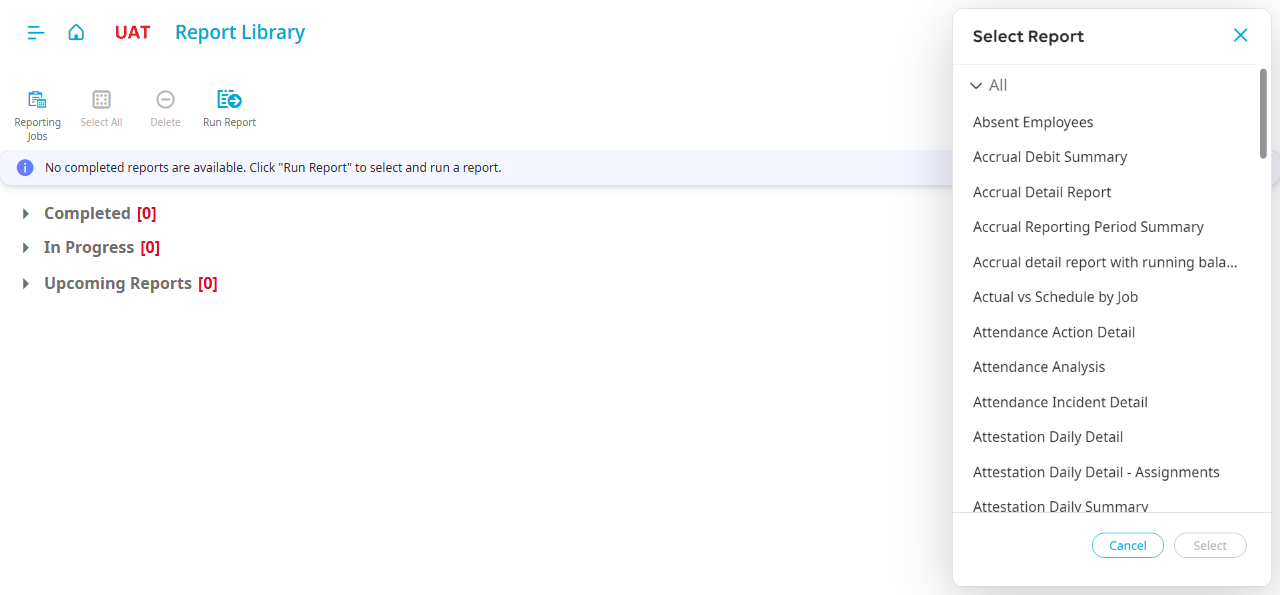 UAT Report Library
Reporting Jobs
Select All
Delete
Run Report
No completed reports are available. Click "Run Report" to select and run a report.
Completed [0]
In Progress [0]
Upcoming Reports [0]
Select Report
All
Absent Employees
Accrual Debit Summary
Accrual Detail Report
Accrual Reporting Period Summary
Accrual detail report with running bala...
Actual vs Schedule by Job
Attendance Action Detail
Attendance Analysis
Attendance Incident Detail
Attestation Daily Detail
Attestation Daily Detail - Assignments
Attestation Daily Summary
Cancel
Select